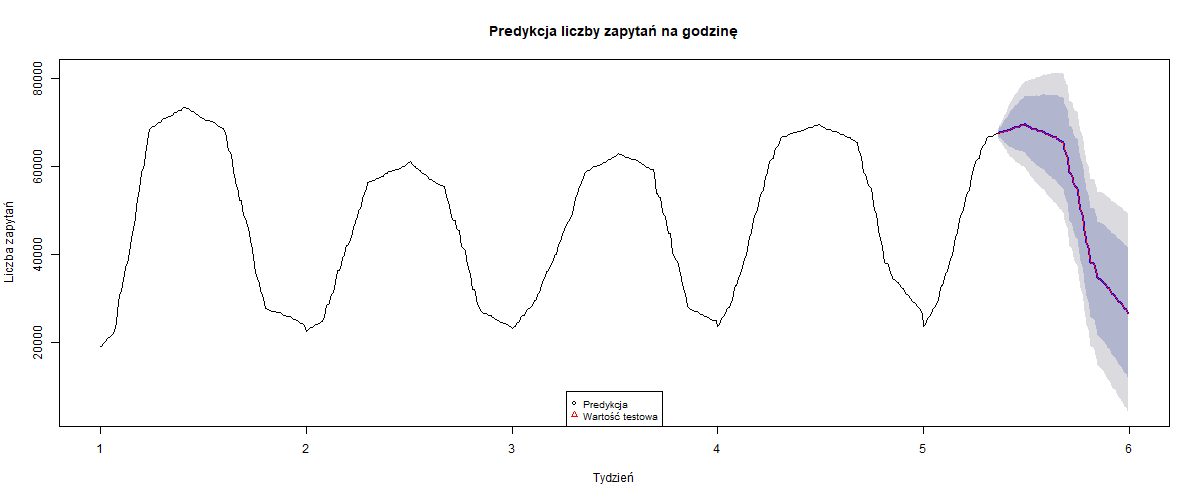 Predykcja liczby zapytań na godzinę
Liczba zapytań
80000
60000
40000
20000
Predykcja
Wartość testowa
1 2 3 4 5 6
Tydzień